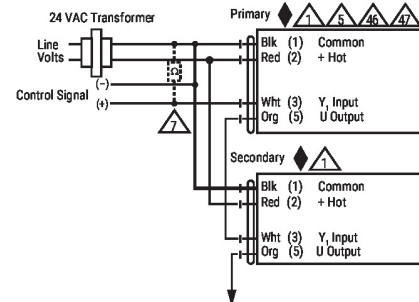 24 VAC Transformer
Primary 1 5 46 47
Line Volts
Blk (1) Common
Red (2) + Hot
Ω
(–)
Control Signal
(+)
Wht (3) Y1 Input
Org (5) U Output
7
Secondary 1
Blk (1) Common
Red (2) + Hot
Wht (3) Y1 Input
Org (5) U Output